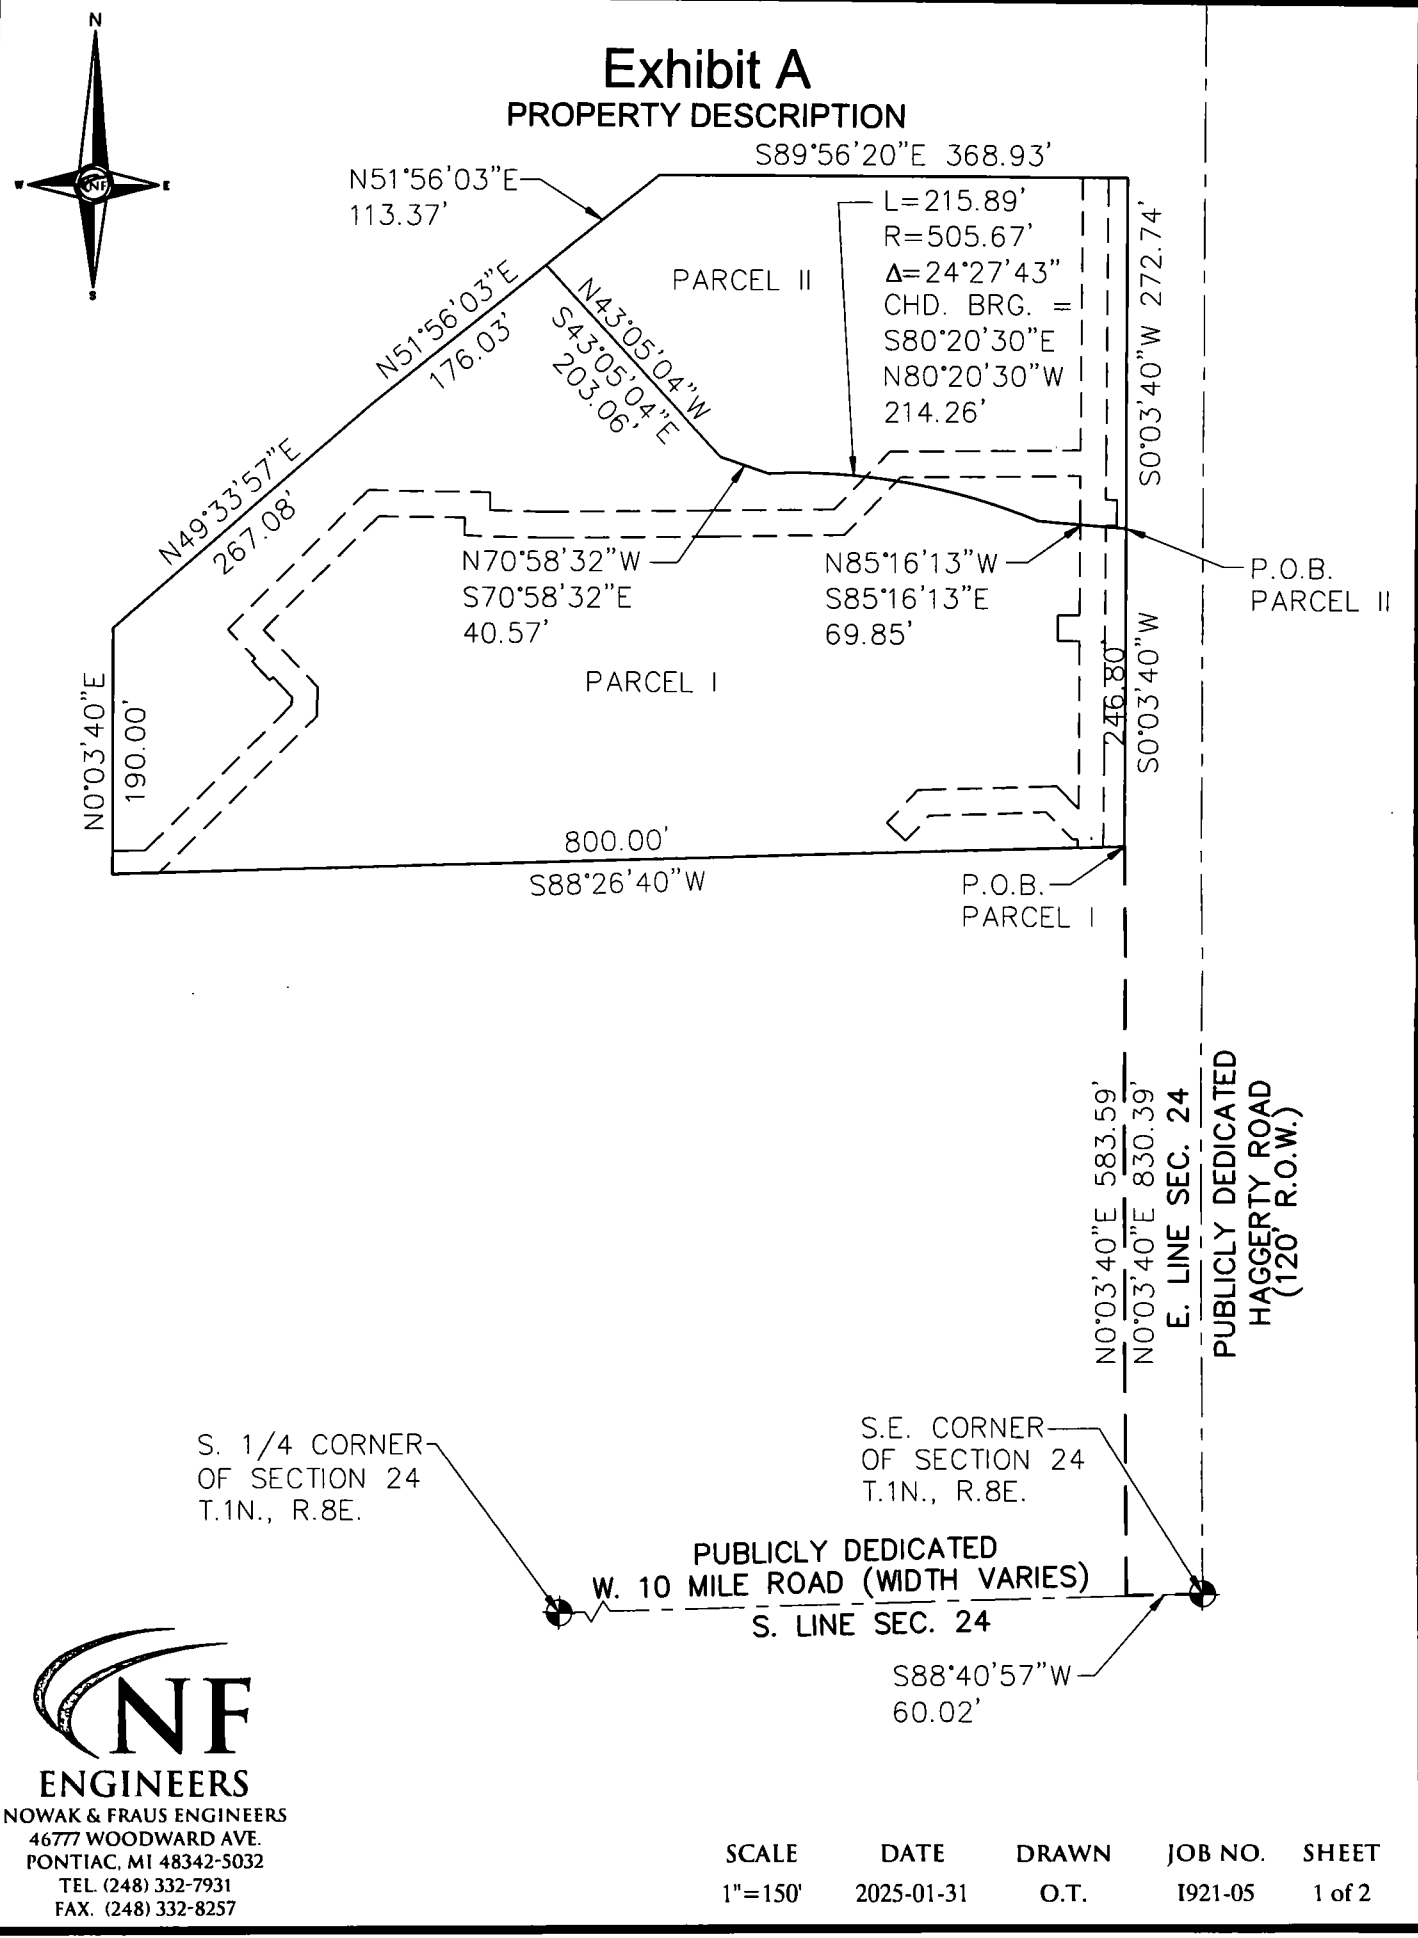 N
W
E
NF
S
Exhibit A
PROPERTY DESCRIPTION
S89°56'20"E 368.93'
N51°56'03"E
113.37'
L=215.89'
R=505.67'
Δ=24°27'43"
CHD. BRG. =
S80°20'30"E
N80°20'30"W
214.26'
PARCEL II
S0°03'40"W 272.74'
N51°56'03"E
176.03'
N43°05'04"W
S43°05'04"E
203.06'
N49°33'57"E
267.08'
N70°58'32"W
S70°58'32"E
40.57'
N85°16'13"W
S85°16'13"E
69.85'
P.O.B.
PARCEL II
PARCEL I
246.80'
S0°03'40"W
N0°03'40"E
190.00'
800.00'
S88°26'40"W
P.O.B.
PARCEL I
N0°03'40"E 583.59'
N0°03'40"E 830.39'
E. LINE SEC. 24
PUBLICLY DEDICATED
HAGGERTY ROAD
(120' R.O.W.)
S. 1/4 CORNER
OF SECTION 24
T.1N., R.8E.
S.E. CORNER
OF SECTION 24
T.1N., R.8E.
PUBLICLY DEDICATED
W. 10 MILE ROAD (WIDTH VARIES)
S. LINE SEC. 24
S88°40'57"W
60.02'
NF
ENGINEERS
NOWAK & FRAUS ENGINEERS
46777 WOODWARD AVE.
PONTIAC, MI 48342-5032
TEL. (248) 332-7931
FAX. (248) 332-8257
SCALE DATE DRAWN JOB NO. SHEET
1"=150' 2025-01-31 O.T. I921-05 1 of 2